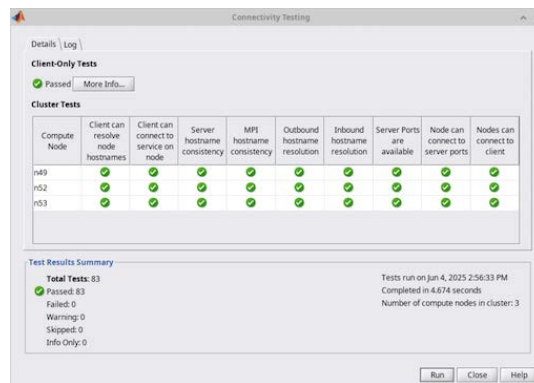 Connectivity Testing
Details Log
Client-Only Tests
Passed More Info...
Cluster Tests
Compute Node Client can resolve node hostnames Client can connect to service on node Server hostname consistency MPI hostname consistency Outbound hostname resolution Inbound hostname resolution Server Ports are available Node can connect to server ports Nodes can connect to client
n49
n52
n53
Test Results Summary
Total Tests: 83
Passed: 83
Failed: 0
Warning: 0
Skipped: 0
Info Only: 0
Tests run on Jun 4, 2025 2:56:33 PM
Completed in 4.674 seconds
Number of compute nodes in cluster: 3
Run Close Help